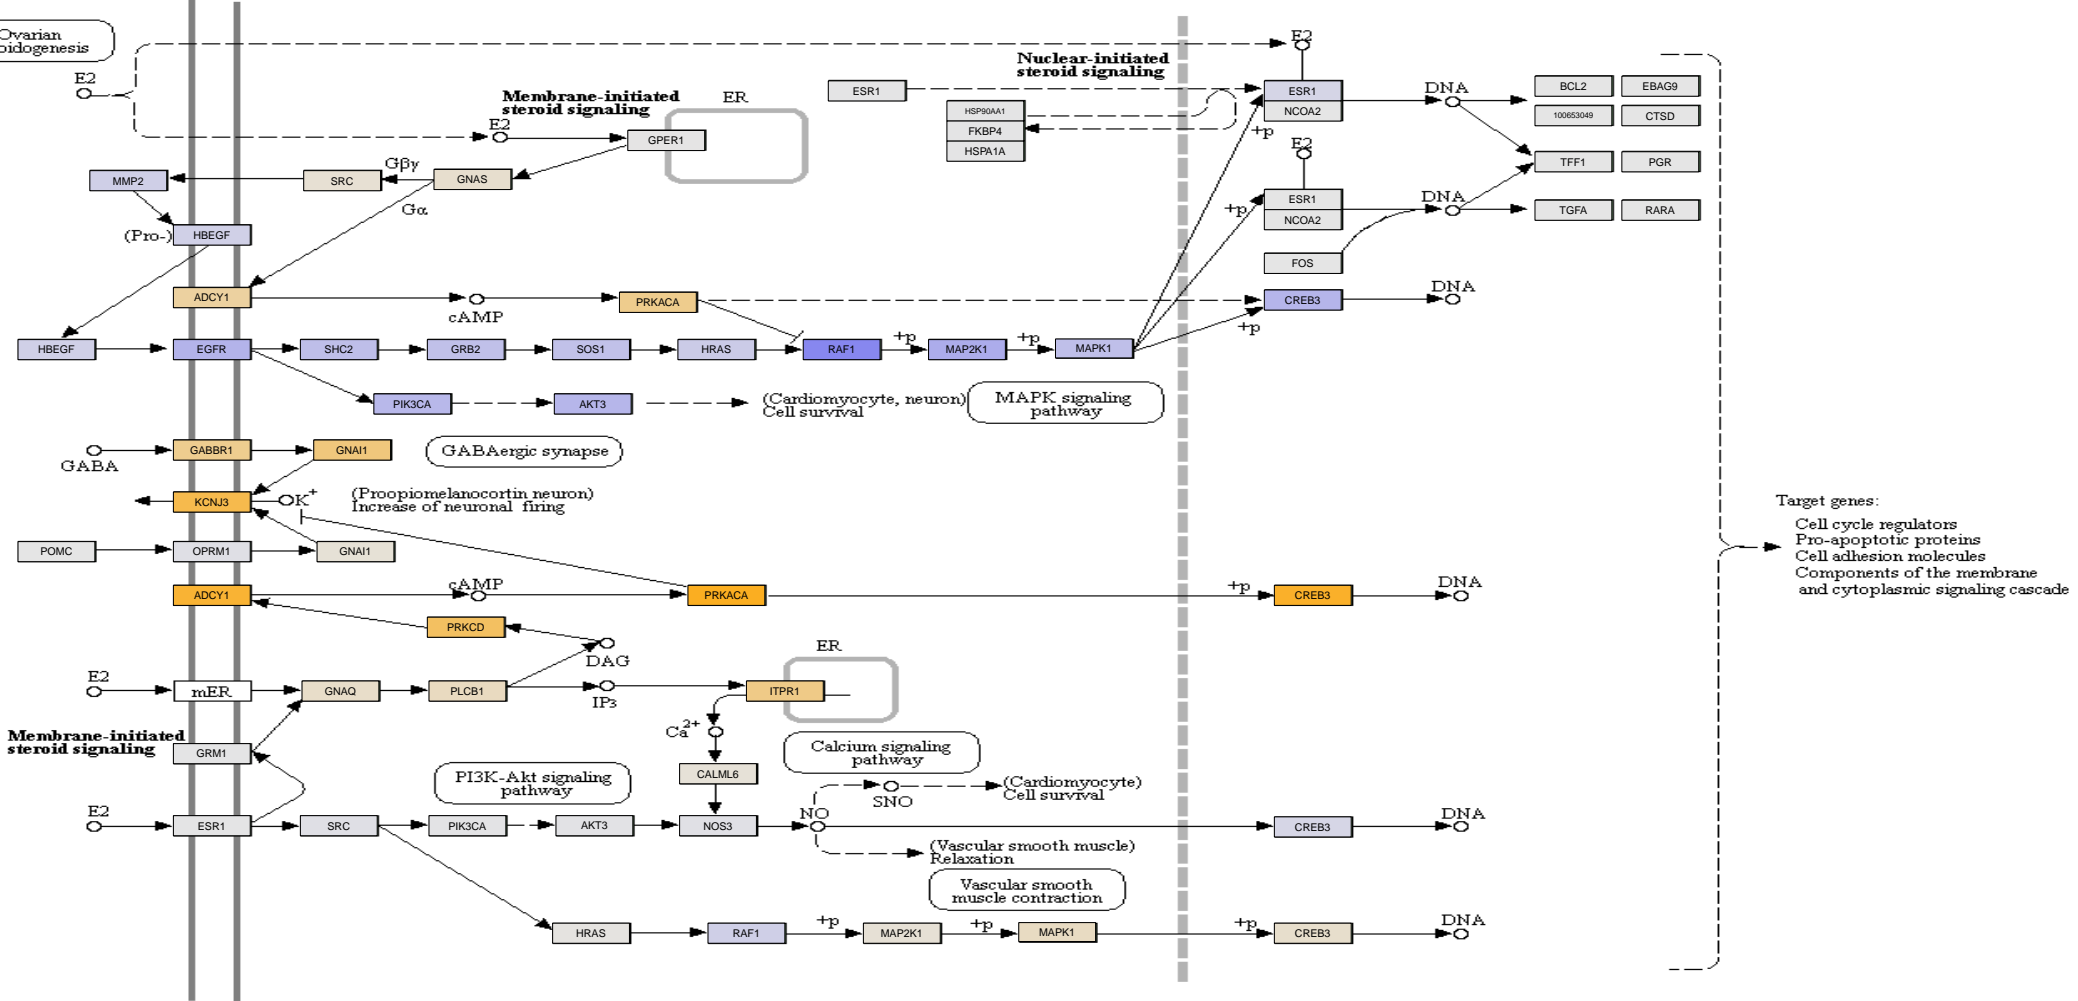 Ovarian
oidogenesis
E2
E2
Nuclear-initiated
steroid signaling
Membrane-initiated
steroid signaling
ER
E2
GPER1
ESR1
HSP90AA1
FKBP4
HSPA1A
ESR1
NCOA2
+p
DNA
BCL2
EBAG9
100653049
CTSD
E2
TFF1
PGR
MMP2
SRC
Gβγ
GNAS
Gα
ESR1
NCOA2
+p
DNA
TGFA
RARA
(Pro-)
HBEGF
FOS
ADCY1
cAMP
PRKACA
CREB3
DNA
+p
HBEGF
EGFR
SHC2
GRB2
SOS1
HRAS
RAF1
+p
MAP2K1
+p
MAPK1
PIK3CA
AKT3
(Cardiomyocyte, neuron)
Cell survival
MAPK signaling
pathway
GABA
GABBR1
GNAI1
GABAergic synapse
KCNJ3
K+
(Proopiomelanocortin neuron)
Increase of neuronal firing
POMC
OPRM1
GNAI1
Target genes:
Cell cycle regulators
Pro-apoptotic proteins
Cell adhesion molecules
Components of the membrane
and cytoplasmic signaling cascade
ADCY1
cAMP
PRKACA
+p
CREB3
DNA
PRKCD
DAG
ER
E2
mER
GNAQ
PLCB1
IP3
ITPR1
Ca2+
Membrane-initiated
steroid signaling
GRM1
Calcium signaling
pathway
PI3K-Akt signaling
pathway
CALML6
SNO
(Cardiomyocyte)
Cell survival
E2
ESR1
SRC
PIK3CA
AKT3
NOS3
NO
CREB3
DNA
(Vascular smooth muscle)
Relaxation
Vascular smooth
muscle contraction
HRAS
RAF1
+p
MAP2K1
+p
MAPK1
+p
CREB3
DNA